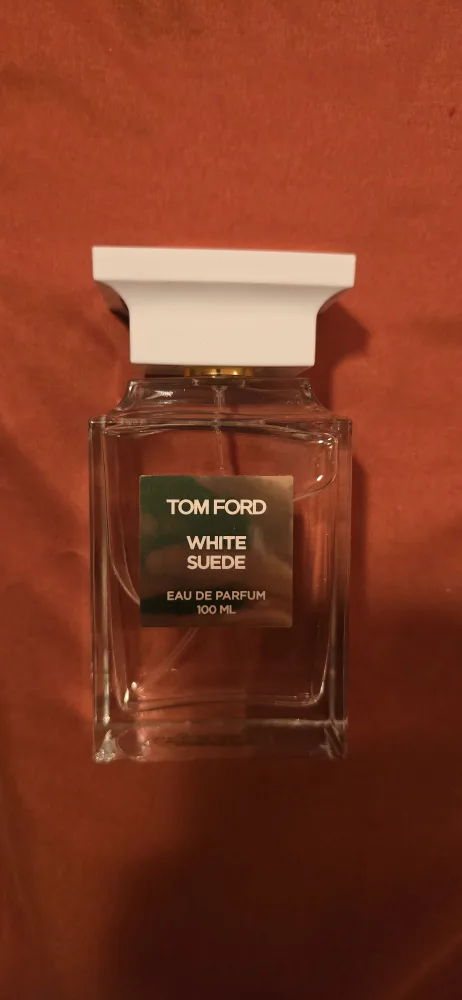 TOM FORD
WHITE
SUEDE
EAU DE PARFUM
100 ML